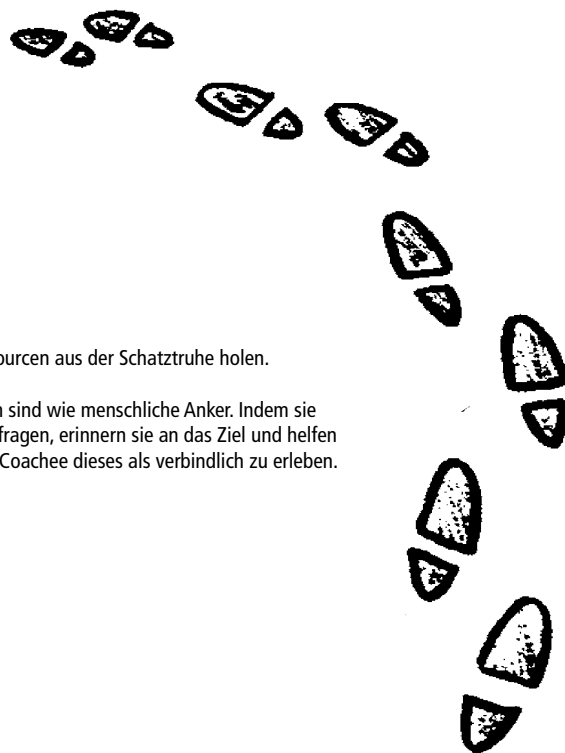 aus der Schatztruhe holen.
sind wie menschliche Anker. Indem sie
fragen, erinnern sie an das Ziel und helfen
Coachee dieses als verbindlich zu erleben.